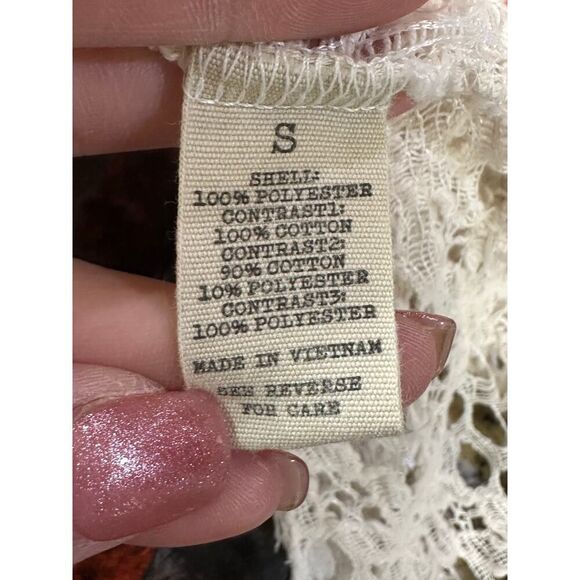 S
SHELL:
100% POLYESTER
CONTRAST1:
100% COTTON
CONTRAST2:
90% COTTON
10% POLYESTER
CONTRAST3:
100% POLYESTER
MADE IN VIETNAM
SEE REVERSE
FOR CARE